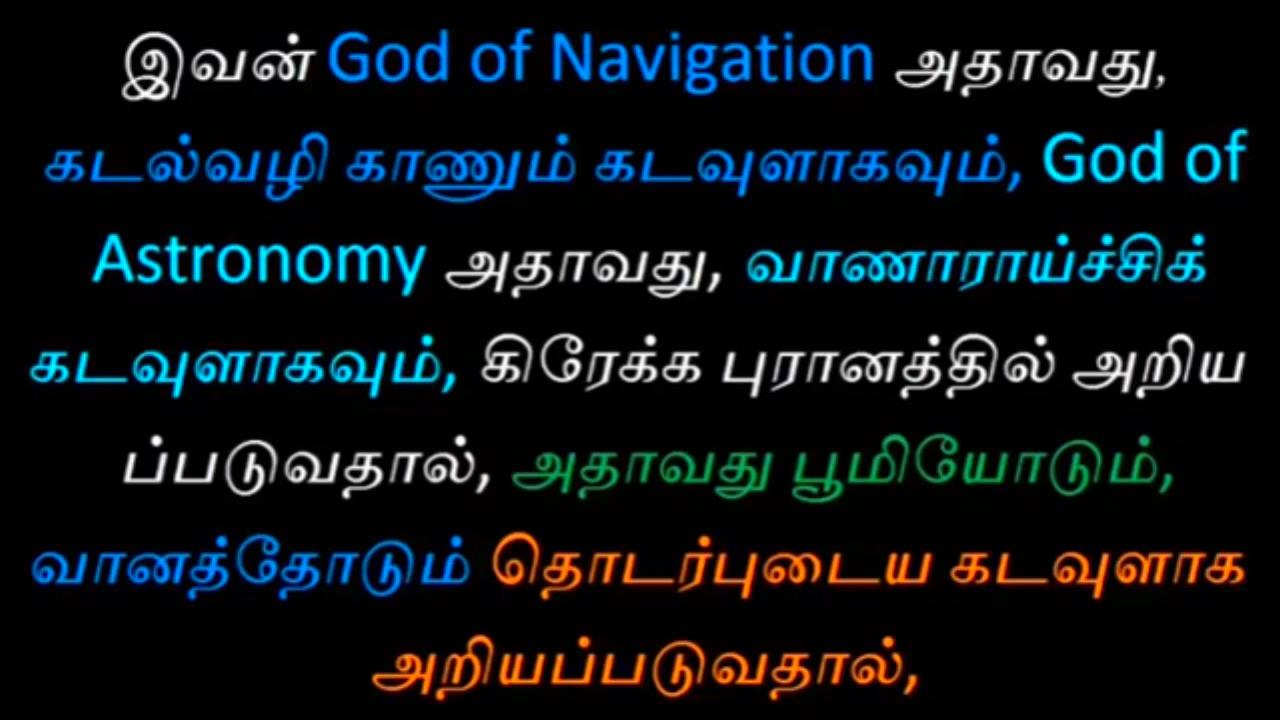 இவன் God of Navigation அதாவது,
கடல்வழி காணும் கடவுளாகவும், God of
Astronomy அதாவது, வாணாராய்ச்சிக்
கடவுளாகவும், கிரேக்க புரானத்தில் அறிய
ப்படுவதால், அதாவது பூமியோடும்,
வானத்தோடும் தொடர்புடைய கடவுளாக
அறியப்படுவதால்,